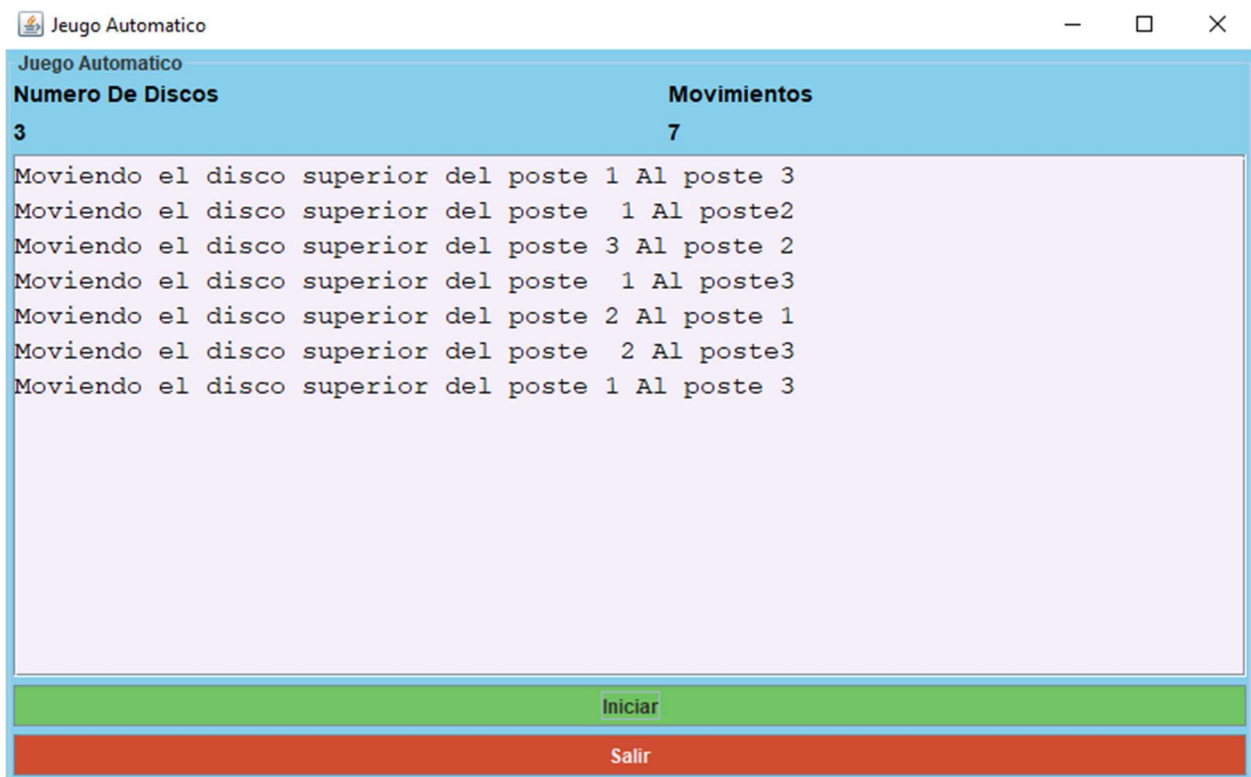 Jeugo Automatico
Juego Automatico
Numero De Discos Movimientos
3 7
Moviendo el disco superior del poste 1 Al poste 3
Moviendo el disco superior del poste  1 Al poste2
Moviendo el disco superior del poste 3 Al poste 2
Moviendo el disco superior del poste  1 Al poste3
Moviendo el disco superior del poste 2 Al poste 1
Moviendo el disco superior del poste  2 Al poste3
Moviendo el disco superior del poste 1 Al poste 3
Iniciar
Salir